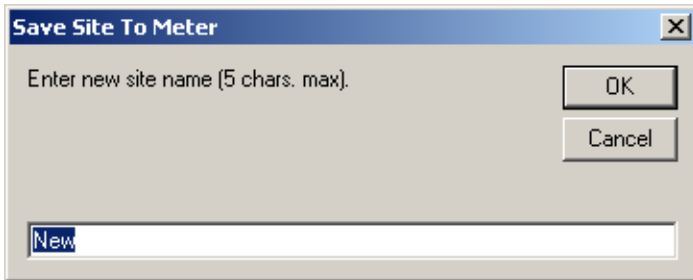 Save Site To Meter
Enter new site name (5 chars. max).
OK
Cancel
New